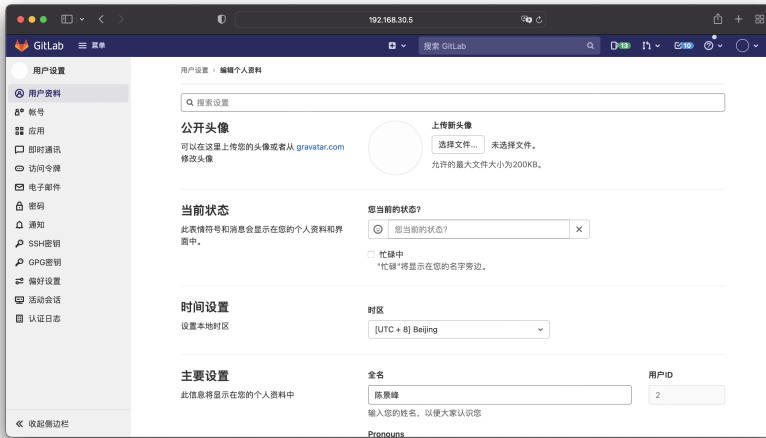 192.168.30.5
GitLab
菜单
搜索 GitLab
13
10
用户设置
用户设置 › 编辑个人资料
用户资料
帐号
应用
即时通讯
访问令牌
电子邮件
密码
通知
SSH密钥
GPG密钥
偏好设置
活动会话
认证日志
收起侧边栏
搜索设置
公开头像
可以在这里上传您的头像或者从 gravatar.com
修改头像
上传新头像
选择文件... 未选择文件。
允许的最大文件大小为200KB。
当前状态
此表情符号和消息会显示在您的个人资料和界
面中。
您当前的状态?
您当前的状态?
忙碌中
"忙碌"将显示在您的名字旁边。
时间设置
设置本地时区
时区
[UTC + 8] Beijing
主要设置
此信息将显示在您的个人资料中
全名
陈景峰
输入您的姓名，以便大家认识您
用户ID
2
Pronouns